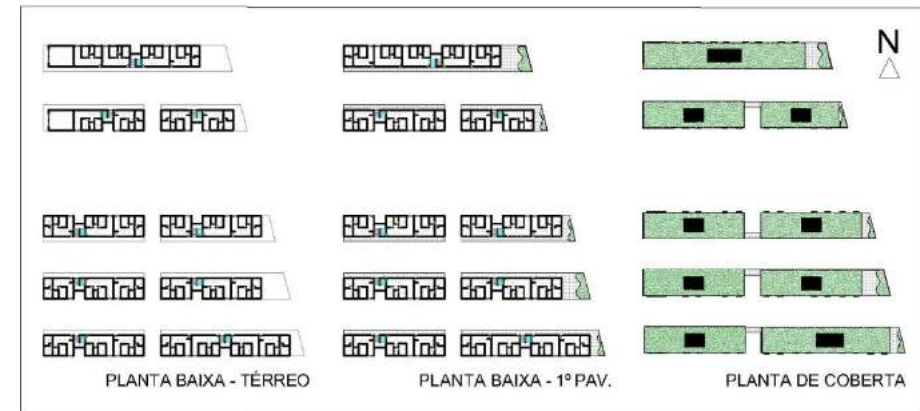 N
PLANTA BAIXA - TÉRREO
PLANTA BAIXA - 1º PAV.
PLANTA DE COBERTA